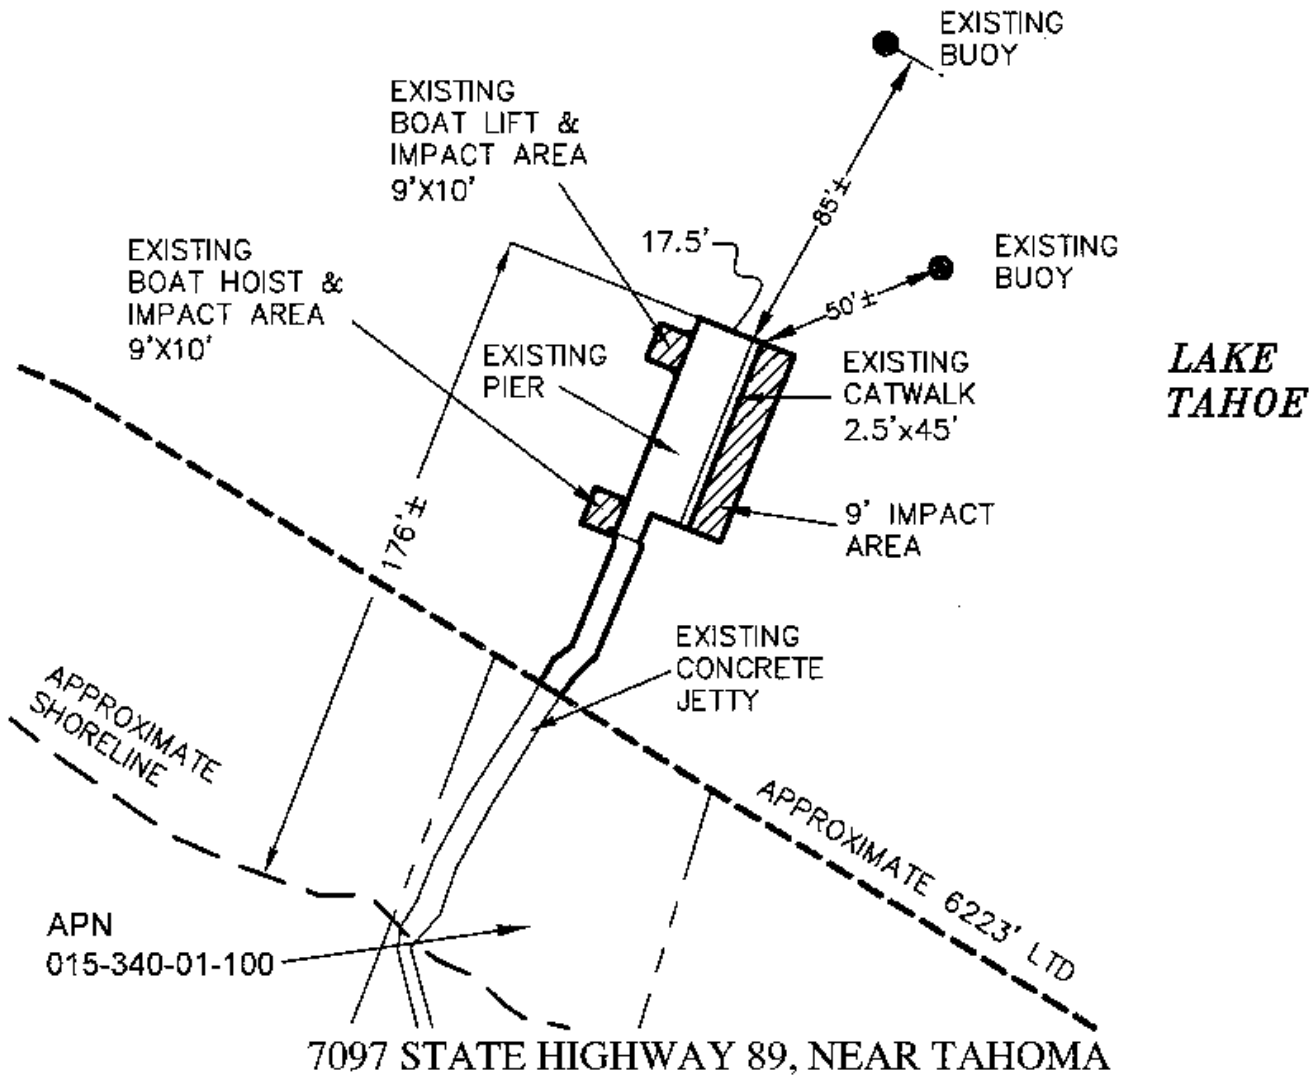 EXISTING
BUOY
EXISTING
BOAT LIFT &
IMPACT AREA
9'X10'
85'±
17.5'
EXISTING
BUOY
EXISTING
BOAT HOIST &
IMPACT AREA
9'X10'
50'±
EXISTING
PIER
EXISTING
CATWALK
2.5'x45'
LAKE
TAHOE
176'±
9' IMPACT
AREA
EXISTING
CONCRETE
JETTY
APPROXIMATE
SHORELINE
APPROXIMATE 6223' LTD
APN
015-340-01-100
7097 STATE HIGHWAY 89, NEAR TAHOMA